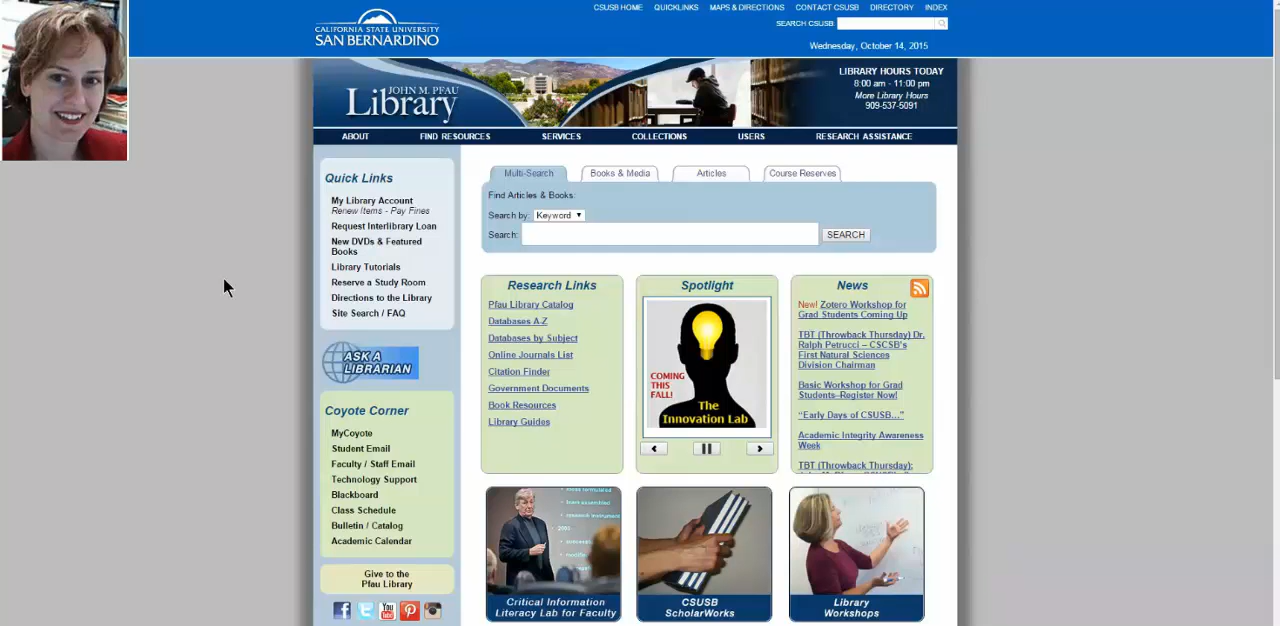 CSUSB HOME QUICKLINKS MAPS & DIRECTIONS CONTACT CSUSB DIRECTORY INDEX
SEARCH CSUSB
CALIFORNIA STATE UNIVERSITY
SAN BERNARDINO
Wednesday, October 14, 2015
JOHN M. PFAU
Library
LIBRARY HOURS TODAY
8:00 am - 11:00 pm
More Library Hours
909-537-5091
ABOUT FIND RESOURCES SERVICES COLLECTIONS USERS RESEARCH ASSISTANCE
Quick Links
My Library Account
Renew Items - Pay Fines
Request Interlibrary Loan
New DVDs & Featured
Books
Library Tutorials
Reserve a Study Room
Directions to the Library
Site Search / FAQ
ASK A
LIBRARIAN
Coyote Corner
MyCoyote
Student Email
Faculty / Staff Email
Technology Support
Blackboard
Class Schedule
Bulletin / Catalog
Academic Calendar
Give to the
Pfau Library
You
Tube
Multi-Search Books & Media Articles Course Reserves
Find Articles & Books:
Search by: Keyword
Search: SEARCH
Research Links
Pfau Library Catalog
Databases A-Z
Databases by Subject
Online Journals List
Citation Finder
Government Documents
Book Resources
Library Guides
Spotlight
COMING
THIS
FALL!
The
Innovation Lab
News
New! Zotero Workshop for
Grad Students Coming Up
TBT (Throwback Thursday) Dr.
Ralph Petrucci – CSCSB's
First Natural Sciences
Division Chairman
Basic Workshop for Grad
Students–Register Now!
“Early Days of CSUSB…”
Academic Integrity Awareness
Week
TBT (Throwback Thursday):
Critical Information
Literacy Lab for Faculty
CSUSB
ScholarWorks
Library
Workshops